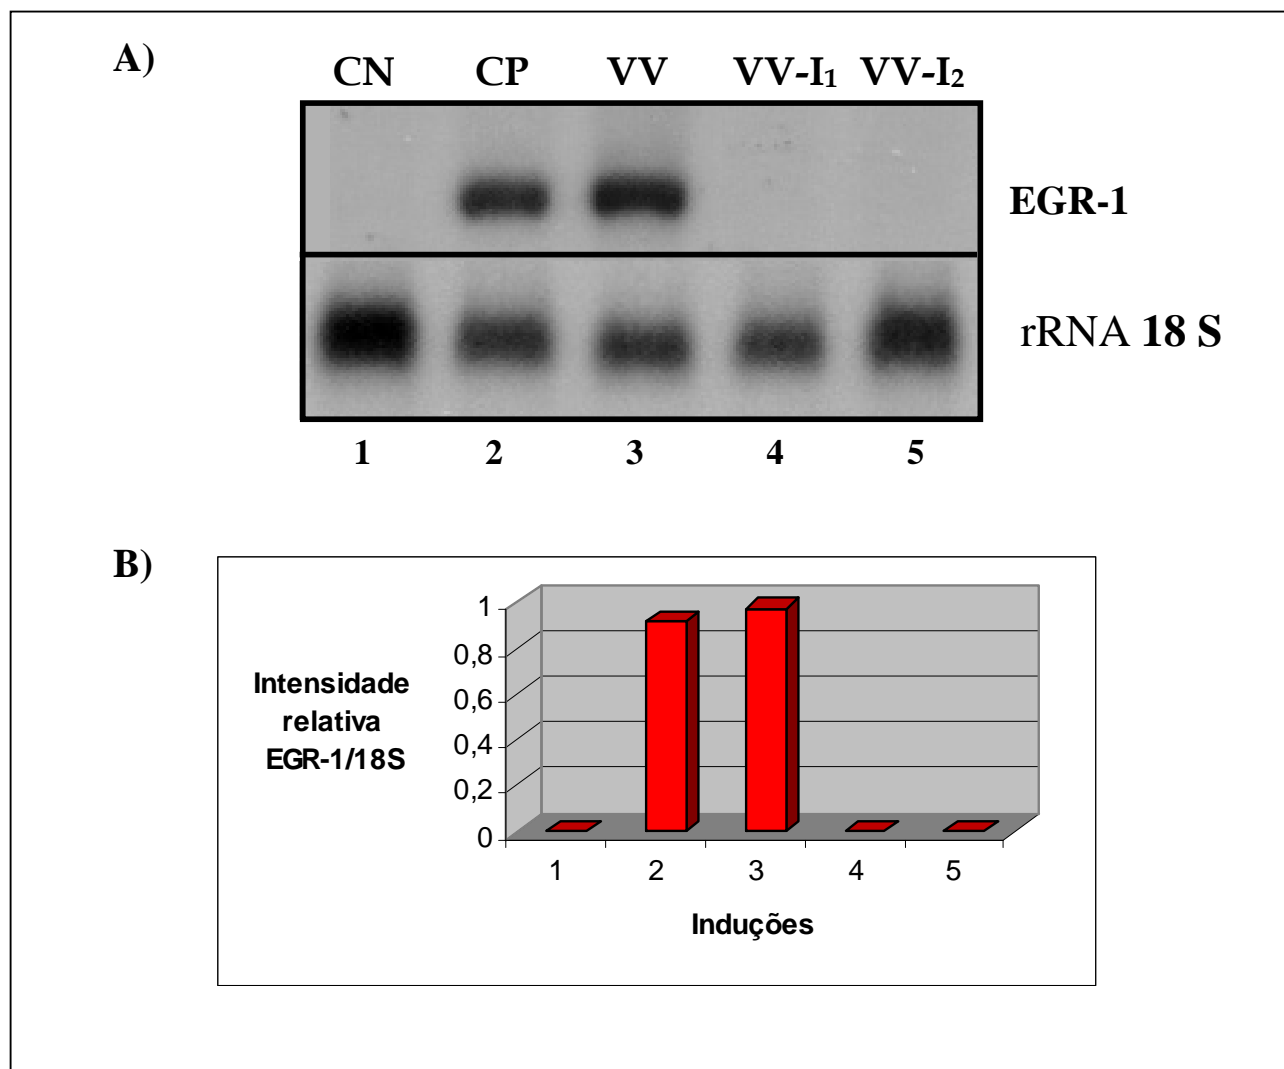 A)
CN CP VV VV-I1 VV-I2
EGR-1
rRNA 18 S
1 2 3 4 5
B)
Intensidade
relativa
EGR-1/18S
1
0,8
0,6
0,4
0,2
0
1 2 3 4 5
Induções